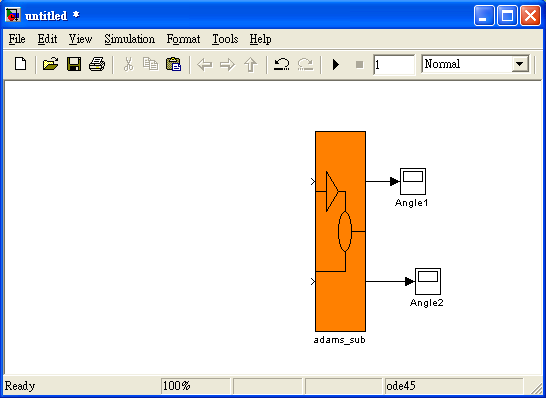 untitled *
File Edit View Simulation Format Tools Help
1 Normal
Angle1
Angle2
adams_sub
Ready 100% ode45